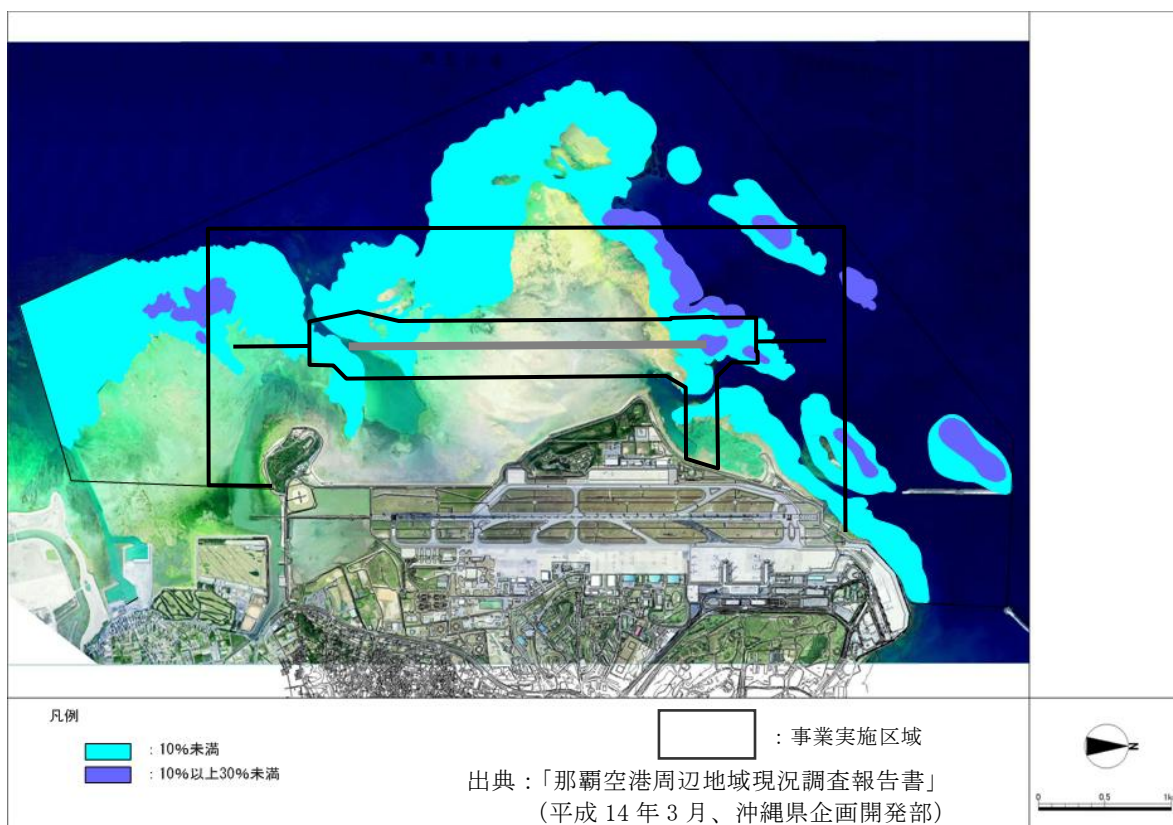 凡例
: 10%未満
: 10%以上30%未満
: 事業実施区域
出典：「那覇空港周辺地域現況調査報告書」
（平成 14 年 3 月、沖縄県企画開発部）
N
0 0.5 1k